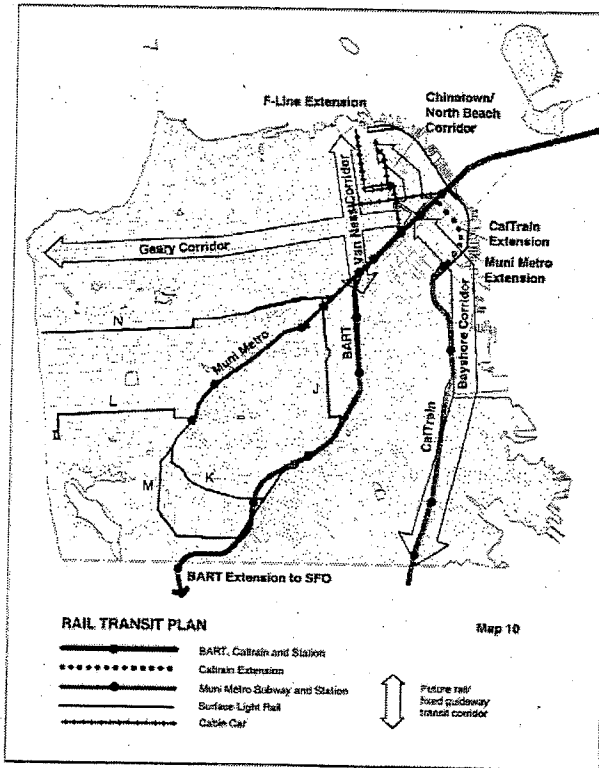 F-Line Extension
Chinatown/
North Beach
Corridor
Van Ness Corridor
Geary Corridor
CalTrain
Extension
Muni Metro
Extension
Bayshore Corridor
N
Muni Metro
BART
J
L
CalTrain
K
M
BART Extension to SFO
RAIL TRANSIT PLAN
Map 10
BART, Caltrain and Station
Caltrain Extension
Muni Metro Subway and Station
Surface Light Rail
Cable Car
Future rail/
fixed guideway
transit corridor